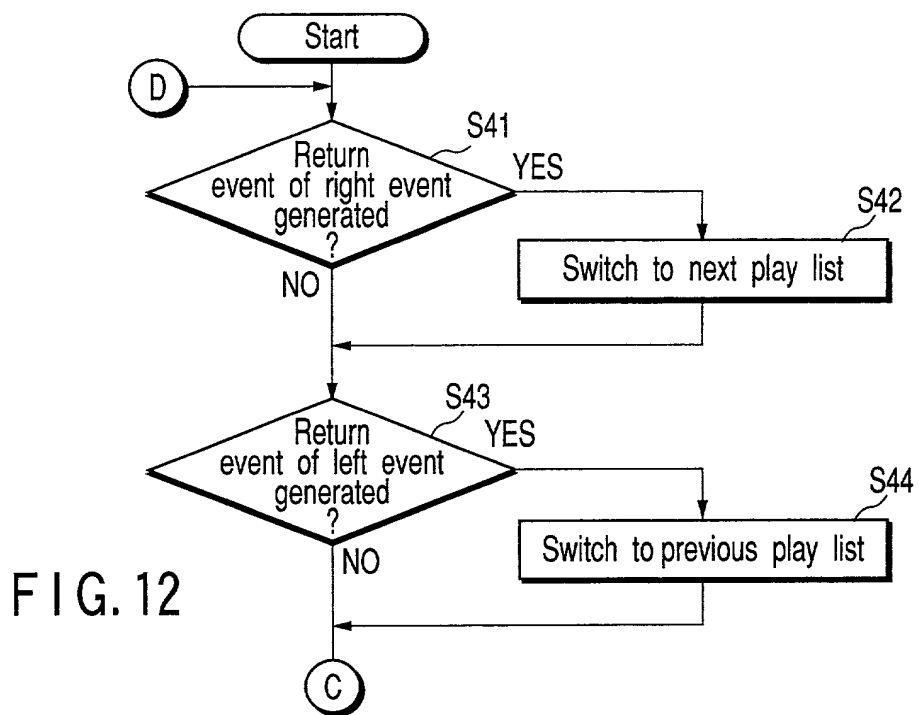 Start
D
S41
Return
event of right event
generated
?
YES
NO
S42
Switch to next play list
S43
Return
event of left event
generated
?
YES
NO
S44
Switch to previous play list
FIG. 12
C